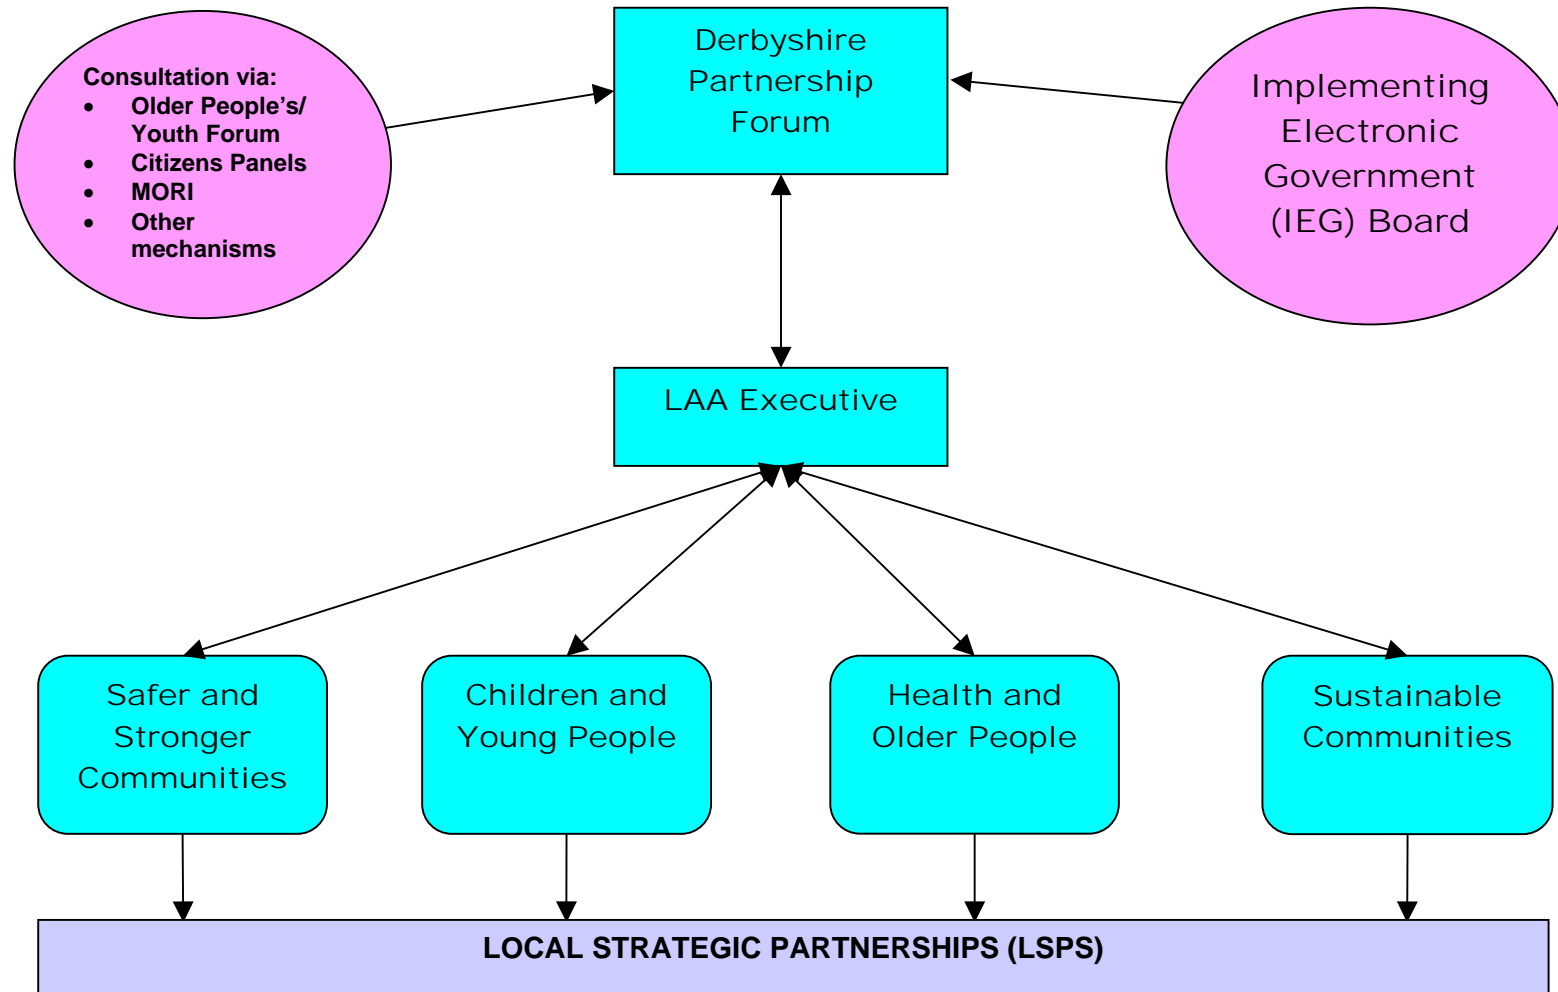 Consultation via:
• Older People's/
Youth Forum
• Citizens Panels
• MORI
• Other
mechanisms
Derbyshire
Partnership
Forum
Implementing
Electronic
Government
(IEG) Board
LAA Executive
Safer and
Stronger
Communities
Children and
Young People
Health and
Older People
Sustainable
Communities
LOCAL STRATEGIC PARTNERSHIPS (LSPS)